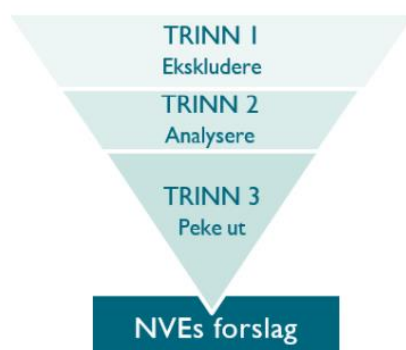 TRINN 1
Ekskludere
TRINN 2
Analysere
TRINN 3
Peke ut
NVEs forslag